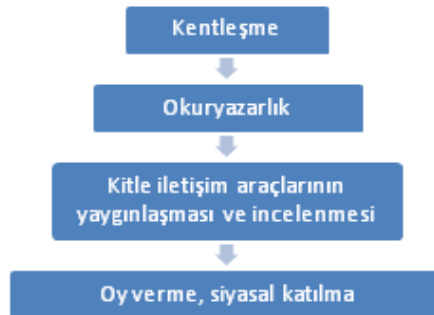 Kentleşme
Okuryazarlık
Kitle iletişim araçlarının
yaygınlaşması ve incelenmesi
Oy verme, siyasal katılma